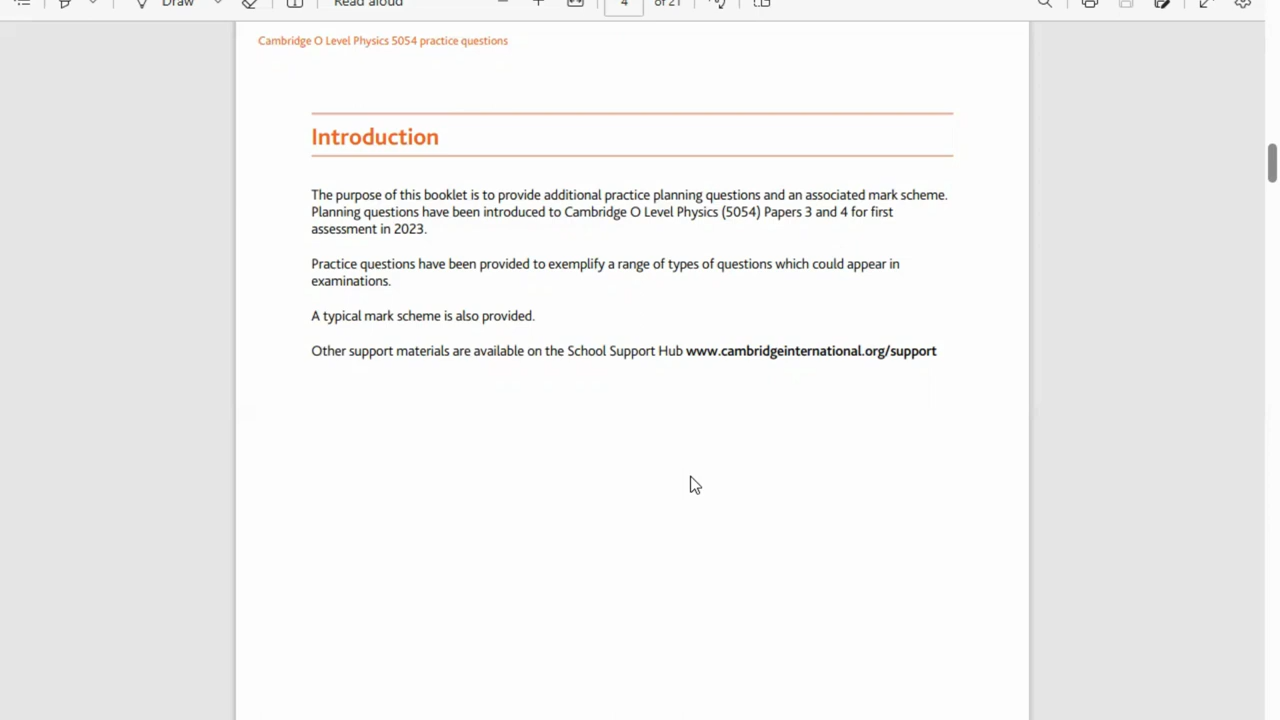 Draw
Read aloud
4
of 21
Cambridge O Level Physics 5054 practice questions
Introduction
The purpose of this booklet is to provide additional practice planning questions and an associated mark scheme.
Planning questions have been introduced to Cambridge O Level Physics (5054) Papers 3 and 4 for first
assessment in 2023.
Practice questions have been provided to exemplify a range of types of questions which could appear in
examinations.
A typical mark scheme is also provided.
Other support materials are available on the School Support Hub www.cambridgeinternational.org/support